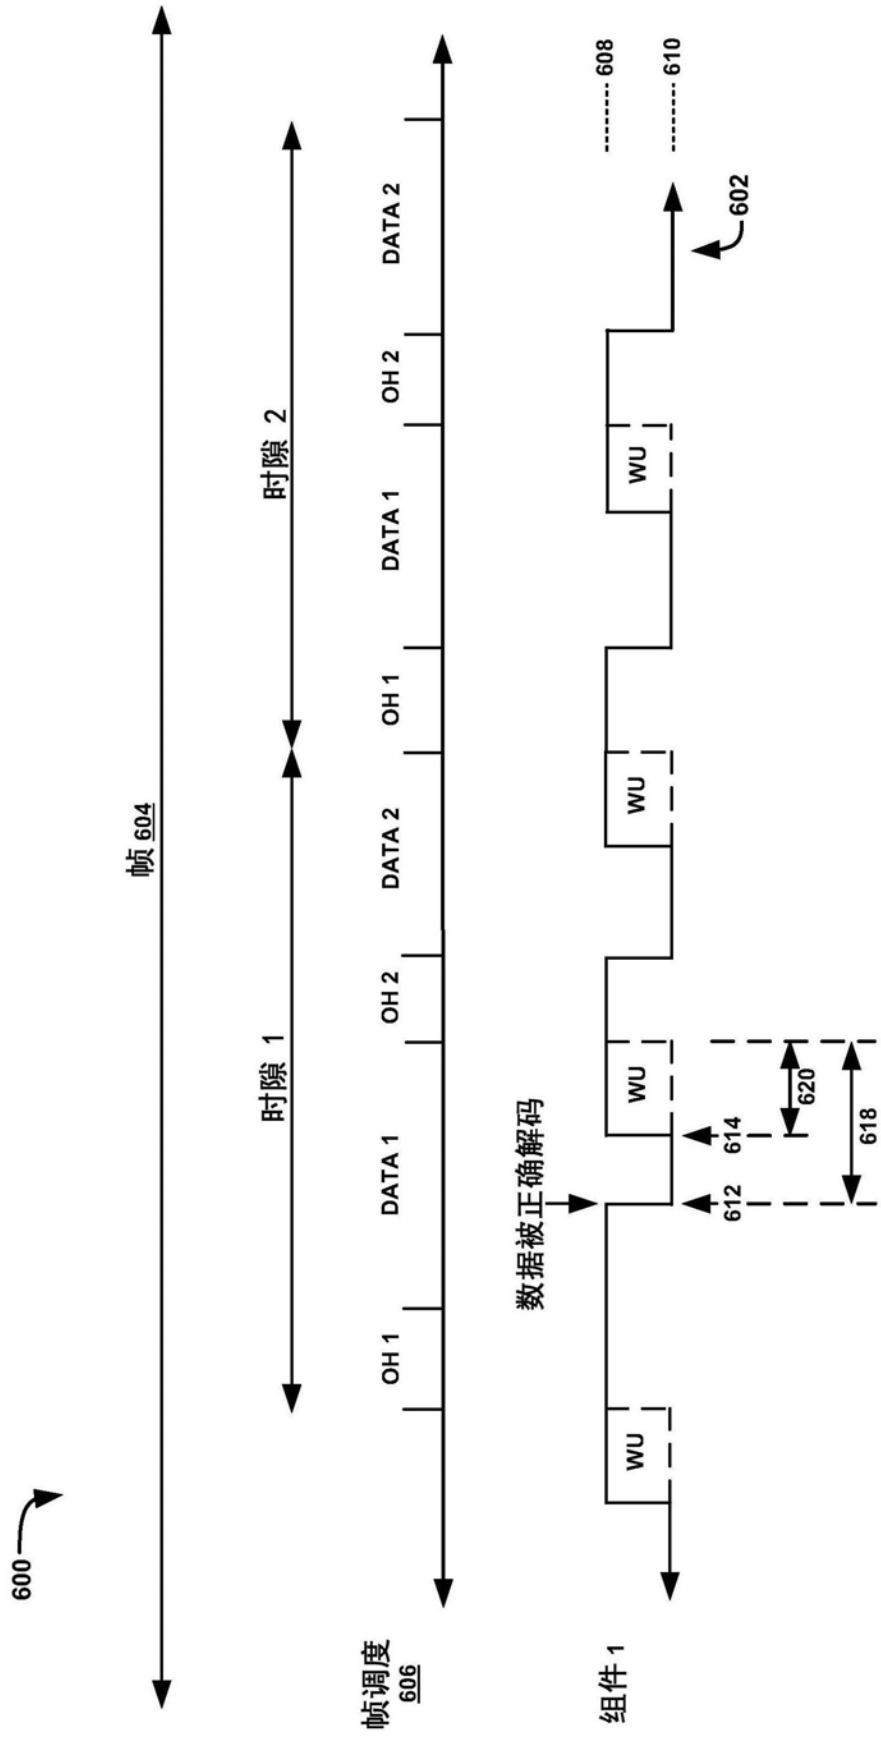 600
帧 604
时隙 1
时隙 2
帧调度
606
OH 1
DATA 1
OH 2
DATA 2
OH 1
DATA 1
OH 2
DATA 2
数据被正确解码
组件 1
WU
WU
WU
WU
608
610
602
612
614
620
618